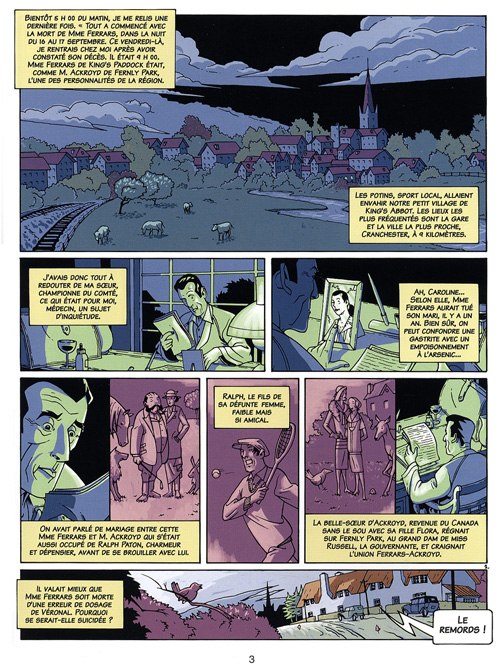 BIENTÔT 6 H 00 DU MATIN, JE ME RELIS UNE
DERNIÈRE FOIS. « TOUT A COMMENCÉ AVEC
LA MORT DE MME FERRARS, DANS LA NUIT
DU 16 AU 17 SEPTEMBRE. CE VENDREDI-LÀ,
JE RENTRAIS CHEZ MOI APRÈS AVOIR
CONSTATÉ SON DÉCÈS. IL ÉTAIT 9 H 00.
MME FERRARS DE KING'S PADDOCK ÉTAIT,
COMME M. ACKROYD DE FERNLY PARK,
L'UNE DES PERSONNALITÉS DE LA RÉGION.
LES POTINS, SPORT LOCAL, ALLAIENT
ENVAHIR NOTRE PETIT VILLAGE DE
KING'S ABBOT. LES LIEUX LES
PLUS FRÉQUENTÉS SONT LA GARE
ET LA VILLE LA PLUS PROCHE,
CRANCHESTER, À 9 KILOMÈTRES.
J'AVAIS DONC TOUT À
REDOUTER DE MA SŒUR,
CHAMPIONNE DU COMTÉ,
CE QUI ÉTAIT POUR MOI,
MÉDECIN, UN SUJET
D'INQUIÉTUDE.
AH, CAROLINE...
SELON ELLE, MME
FERRARS AURAIT TUÉ
SON MARI, IL Y A UN
AN. BIEN SÛR, ON
PEUT CONFONDRE UNE
GASTRITE AVEC UN
EMPOISONNEMENT
À L'ARSENIC...
ON AVAIT PARLÉ DE MARIAGE ENTRE CETTE
MME FERRARS ET M. ACKROYD QUI S'ÉTAIT
AUSSI OCCUPÉ DE RALPH PATON, CHARMEUR
ET DÉPENSIER, AVANT DE SE BROUILLER AVEC LUI
RALPH, LE FILS DE
SA DÉFUNTE FEMME,
FAIBLE MAIS
SI AMICAL.
LA BELLE-SŒUR D'ACKROYD, REVENUE DU CANADA
SANS LE SOU AVEC SA FILLE FLORA, RÉGNAIT
SUR FERNLY PARK, AU GRAND DAM DE MISS
RUSSELL, LA GOUVERNANTE, ET CRAIGNAIT
L'UNION FERRARS-ACKROYD.
IL VALAIT MIEUX QUE
MME FERRARS SOIT MORTE
D'UNE ERREUR DE DOSAGE
DE VÉRONAL. POURQUOI
SE SERAIT-ELLE SUICIDÉE ?
LE
REMORDS !
3